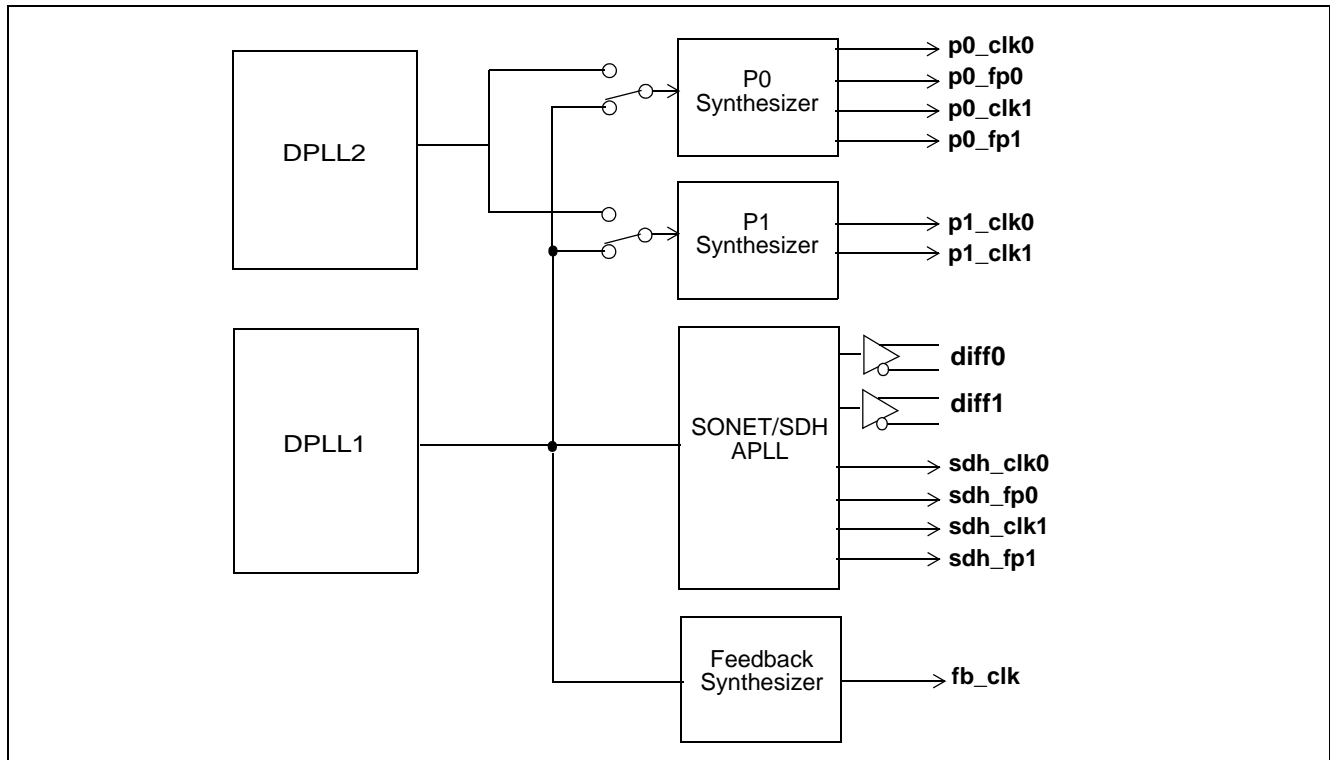 DPLL2
P0
Synthesizer
p0_clk0
p0_fp0
p0_clk1
p0_fp1
P1
Synthesizer
p1_clk0
p1_clk1
DPLL1
SONET/SDH
APLL
diff0
diff1
sdh_clk0
sdh_fp0
sdh_clk1
sdh_fp1
Feedback
Synthesizer
fb_clk